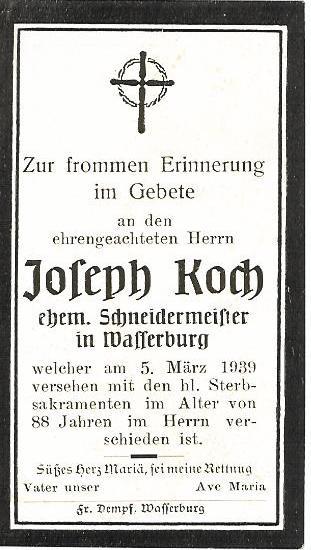 Zur frommen Erinnerung
im Gebete
an den
ehrengeachteten Herrn
Joseph Koch
ehem. Schneidermeister
in Wasserburg
welcher am 5. März 1939
versehen mit den hl. Sterb-
sakramenten im Alter von
88 Jahren im Herrn ver-
schieden ist.
Süßes Herz Mariä, sei meine Rettung
Vater unser Ave Maria
Fr. Dempf. Wasserburg